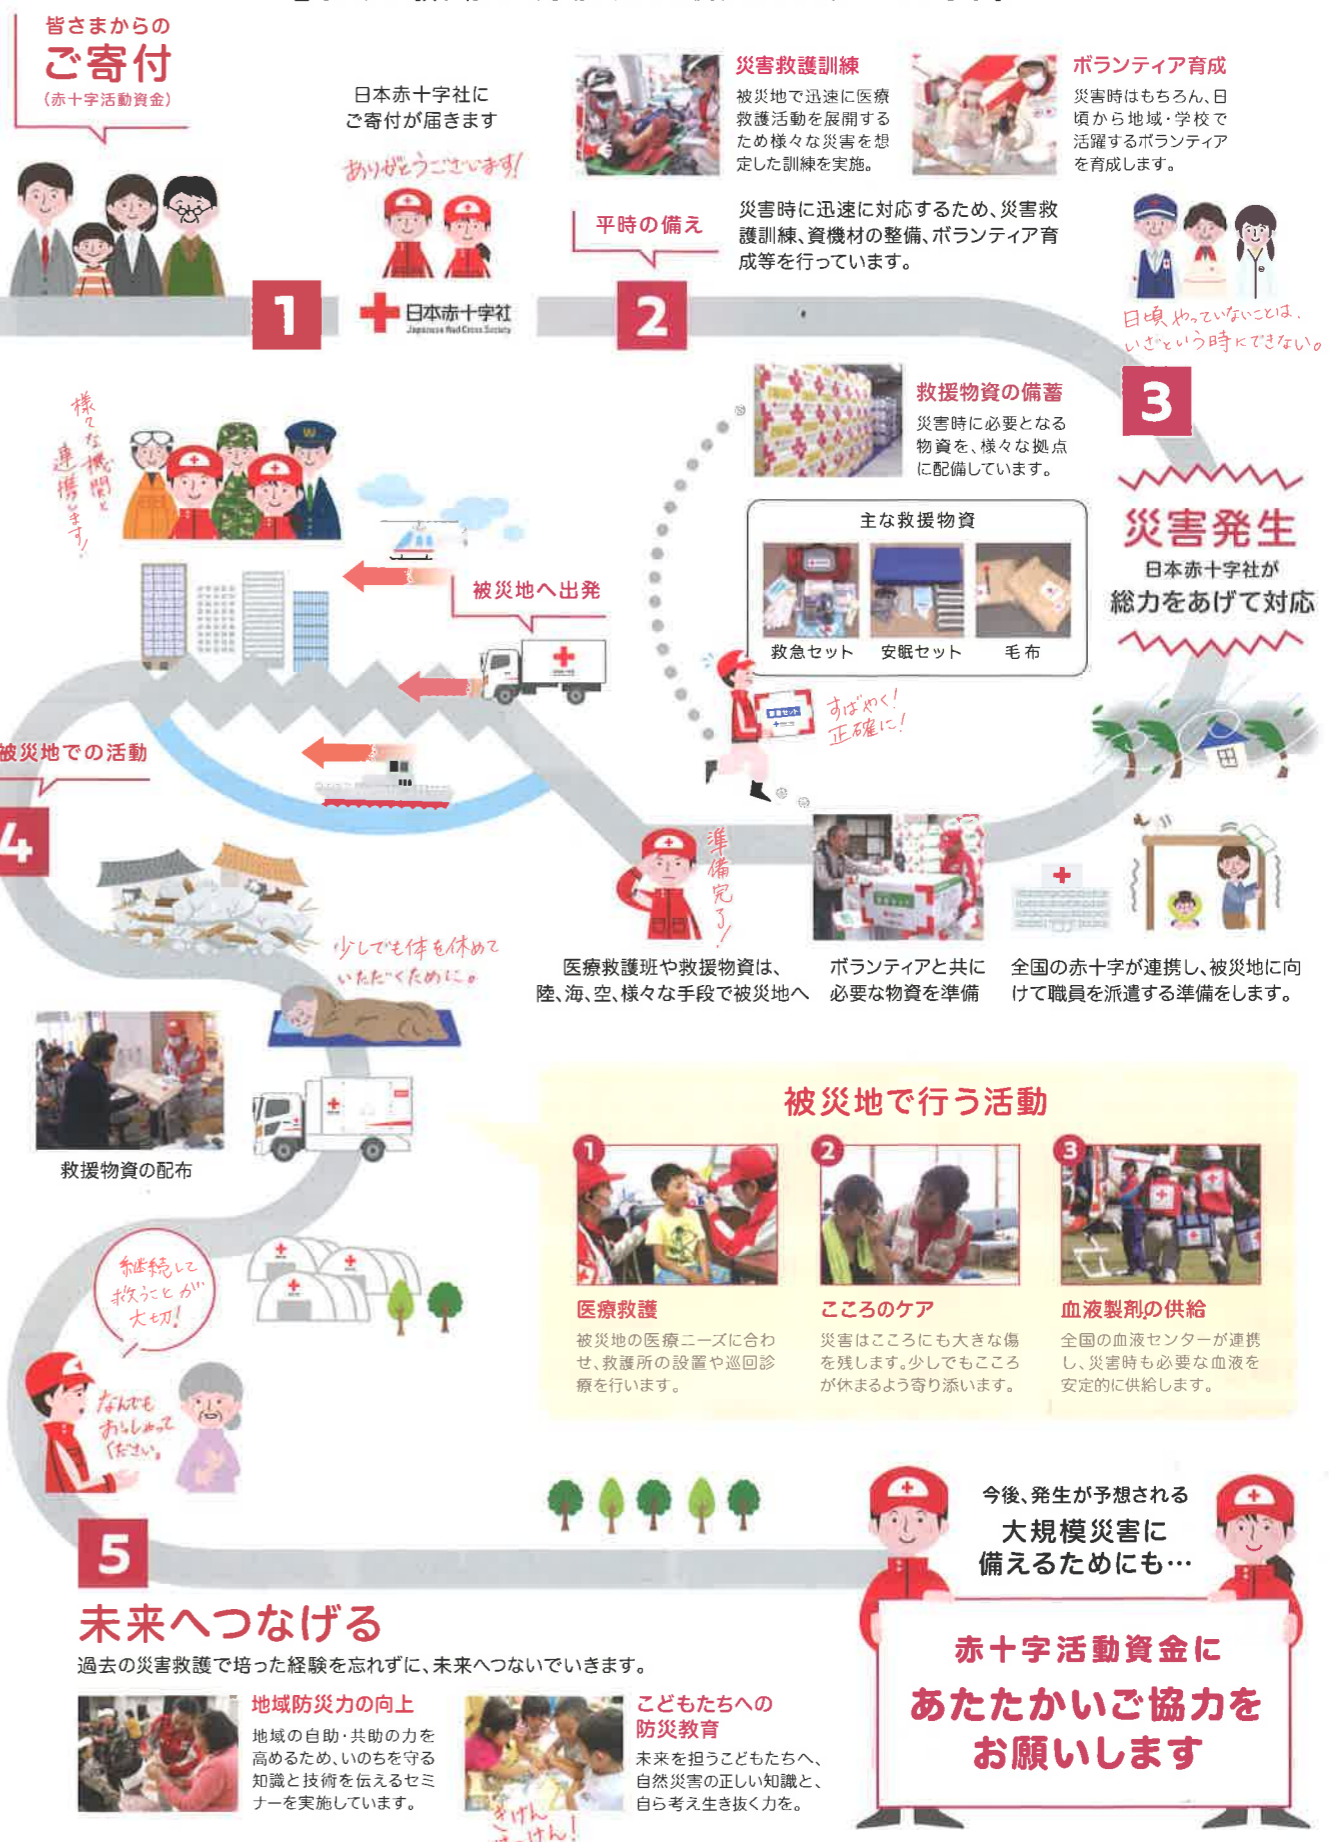 皆さまからの
ご寄付
(赤十字活動資金)
日本赤十字社に
ご寄付が届きます
ありがとうございます!
1
日本赤十字社
Japanese Red Cross Society
災害救護訓練
被災地で迅速に医療
救護活動を展開する
ため様々な災害を想
定した訓練を実施。
ボランティア育成
災害時はもちろん、日
頃から地域・学校で
活躍するボランティア
を育成します。
平時の備え
災害時に迅速に対応するため、災害救
護訓練、資機材の整備、ボランティア育
成等を行っています。
2
日頃、やっていないことは、
いざという時にできない。
3
救援物資の備蓄
災害時に必要となる
物資を、様々な拠点
に配備しています。
主な救援物資
救急セット
安眠セット
毛布
災害発生
日本赤十字社が
総力をあげて対応
様々な機関と
連携します!
被災地へ出発
すばやく!
正確に!
準備完了!
医療救護班や救援物資は、
陸、海、空、様々な手段で被災地へ
ボランティアと共に
必要な物資を準備
全国の赤十字が連携し、被災地に向
けて職員を派遣する準備をします。
被災地での活動
4
少しでも体を休めて
いただくために。
救援物資の配布
被災地で行う活動
1
医療救護
被災地の医療ニーズに合わ
せ、救護所の設置や巡回診
療を行います。
2
こころのケア
災害はこころにも大きな傷
を残します。少しでもこころ
が休まるよう寄り添います。
3
血液製剤の供給
全国の血液センターが連携
し、災害時も必要な血液を
安定的に供給します。
継続して
救うことが
大切!
なんでも
おっしゃって
ください。
5
未来へつなげる
過去の災害救護で培った経験を忘れずに、未来へつないでいきます。
地域防災力の向上
地域の自助・共助の力を
高めるため、いのちを守る
知識と技術を伝えるセミ
ナーを実施しています。
こどもたちへの
防災教育
未来を担うこどもたちへ、
自然災害の正しい知識と、
自ら考え生き抜く力を。
きけん
はっけん!
今後、発生が予想される
大規模災害に
備えるためにも…
赤十字活動資金に
あたたかいご協力を
お願いします